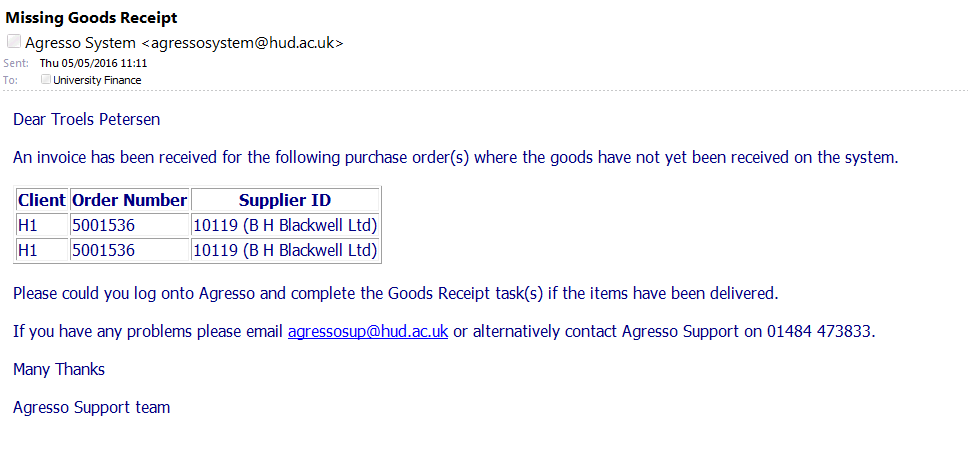 Missing Goods Receipt
Agresso System <agressosystem@hud.ac.uk>
Sent: Thu 05/05/2016 11:11
To: University Finance
Dear Troels Petersen
An invoice has been received for the following purchase order(s) where the goods have not yet been received on the system.
Client Order Number Supplier ID
H1 5001536 10119 (B H Blackwell Ltd)
H1 5001536 10119 (B H Blackwell Ltd)
Please could you log onto Agresso and complete the Goods Receipt task(s) if the items have been delivered.
If you have any problems please email agressosup@hud.ac.uk or alternatively contact Agresso Support on 01484 473833.
Many Thanks
Agresso Support team